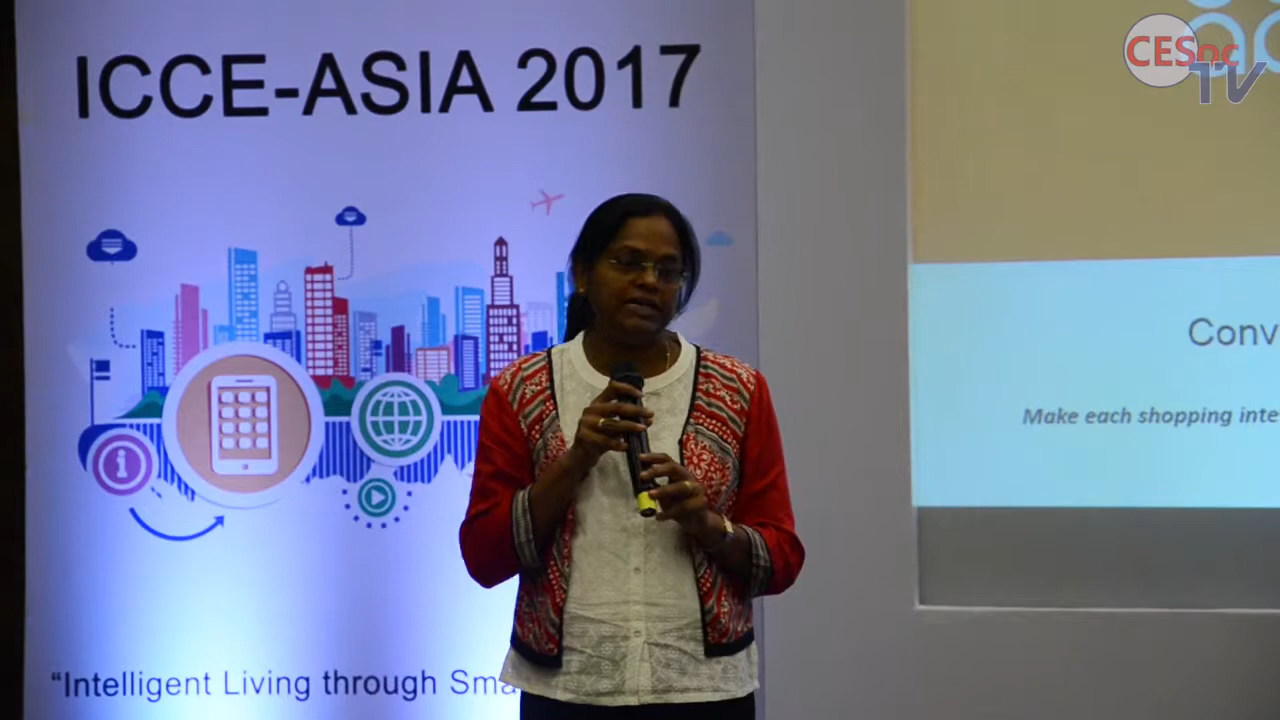 ICCE-ASIA 2017
CESoc
TV
Conv
Make each shopping inte
i
"Intelligent Living through Sma